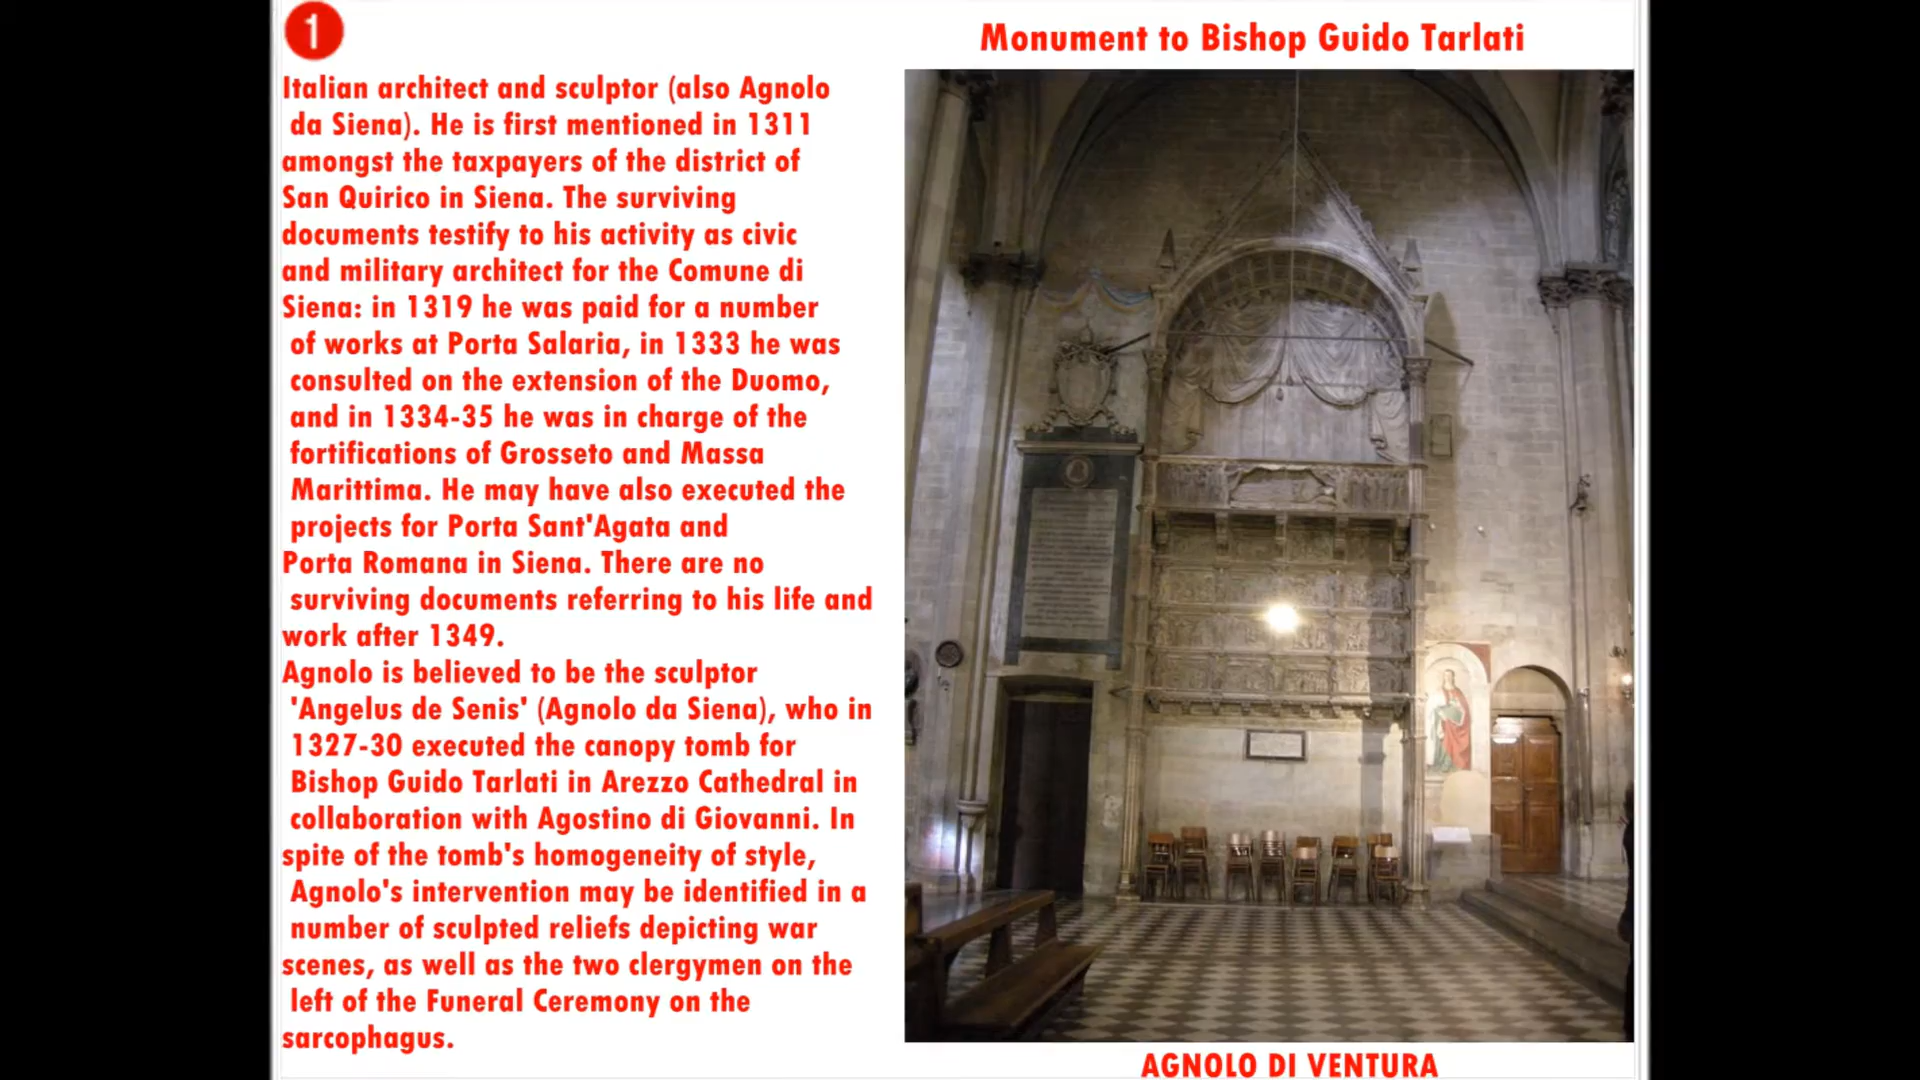 1
Monument to Bishop Guido Tarlati
Italian architect and sculptor (also Agnolo
da Siena). He is first mentioned in 1311
amongst the taxpayers of the district of
San Quirico in Siena. The surviving
documents testify to his activity as civic
and military architect for the Comune di
Siena: in 1319 he was paid for a number
of works at Porta Salaria, in 1333 he was
consulted on the extension of the Duomo,
and in 1334-35 he was in charge of the
fortifications of Grosseto and Massa
Marittima. He may have also executed the
projects for Porta Sant'Agata and
Porta Romana in Siena. There are no
surviving documents referring to his life and
work after 1349.
Agnolo is believed to be the sculptor
'Angelus de Senis' (Agnolo da Siena), who in
1327-30 executed the canopy tomb for
Bishop Guido Tarlati in Arezzo Cathedral in
collaboration with Agostino di Giovanni. In
spite of the tomb's homogeneity of style,
Agnolo's intervention may be identified in a
number of sculpted reliefs depicting war
scenes, as well as the two clergymen on the
left of the Funeral Ceremony on the
sarcophagus.
AGNOLO DI VENTURA